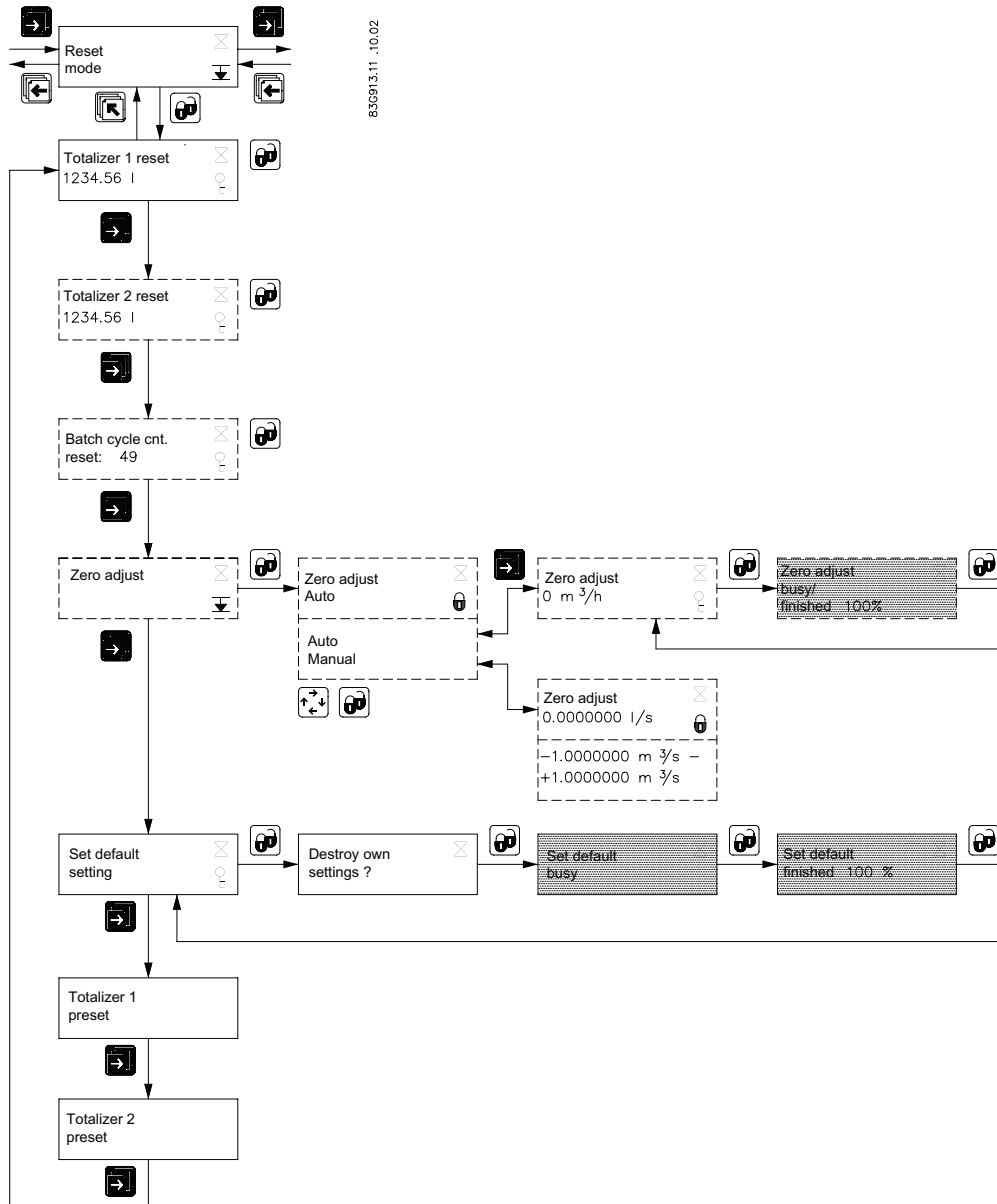 Reset
mode
83G913.11 .10.02
Totalizer 1 reset
1234.56 l
Totalizer 2 reset
1234.56 l
Batch cycle cnt.
reset: 49
Zero adjust
Zero adjust
Auto
Auto
Manual
Zero adjust
0 m³/h
Zero adjust
busy/
finished 100%
Zero adjust
0.0000000 l/s
−1.0000000 m³/s −
+1.0000000 m³/s
Set default
setting
Destroy own
settings ?
Set default
busy
Set default
finished 100 %
Totalizer 1
preset
Totalizer 2
preset